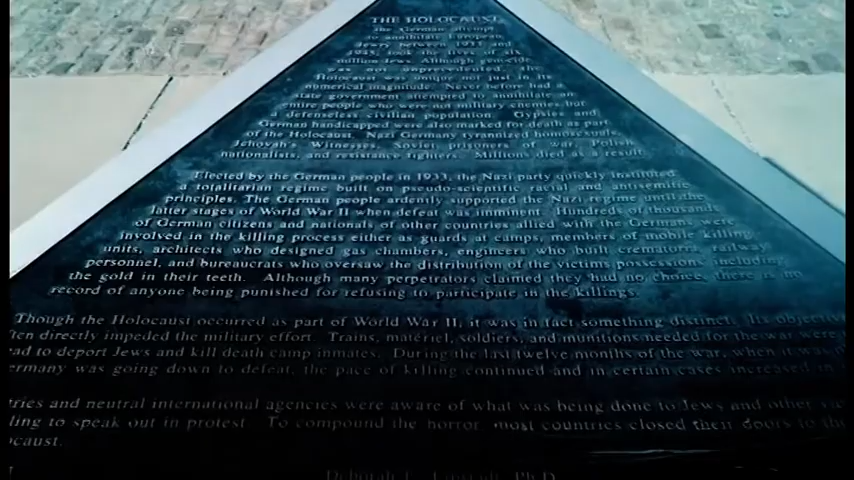 THE HOLOCAUST
the German attempt
to annihilate European
Jewry between 1933 and
1945, took the lives of six
million Jews. Although genocide
was not unprecedented, the
Holocaust was unique not just in its
numerical magnitude. Never before had a
state government attempted to annihilate an
entire people who were not military enemies but
a defenseless civilian population. Gypsies and
German handicapped were also marked for death as part
of the Holocaust. Nazi Germany tyrannized homosexuals,
Jehovah's Witnesses, Soviet prisoners of war, Polish
nationalists, and resistance fighters. Millions died as a result.
Elected by the German people in 1933, the Nazi party quickly instituted
a totalitarian regime built on pseudo-scientific racial and antisemitic
principles. The German people ardently supported the Nazi regime until the
latter stages of World War II when defeat was imminent. Hundreds of thousands
of German citizens and nationals of other countries allied with the Germans were
involved in the killing process either as guards at camps, members of mobile killing
units, architects who designed gas chambers, engineers who built crematoria, railway
personnel, and bureaucrats who oversaw the distribution of the victims possessions including
the gold in their teeth. Although many perpetrators claimed they had no choice, there is no
record of anyone being punished for refusing to participate in the killings.
Though the Holocaust occurred as part of World War II, it was in fact something distinct. Its objective
ften directly impeded the military effort. Trains, matériel, soldiers, and munitions needed for the war were
ad to deport Jews and kill death camp inmates. During the last twelve months of the war, when it was
ermany was going down to defeat, the pace of killing continued and in certain cases increased
ries and neutral international agencies were aware of what was being done to Jews and other
ling to speak out in protest. To compound the horror most countries closed their doors to the
ocaust.
Deborah E. Lipstadt, Ph.D.